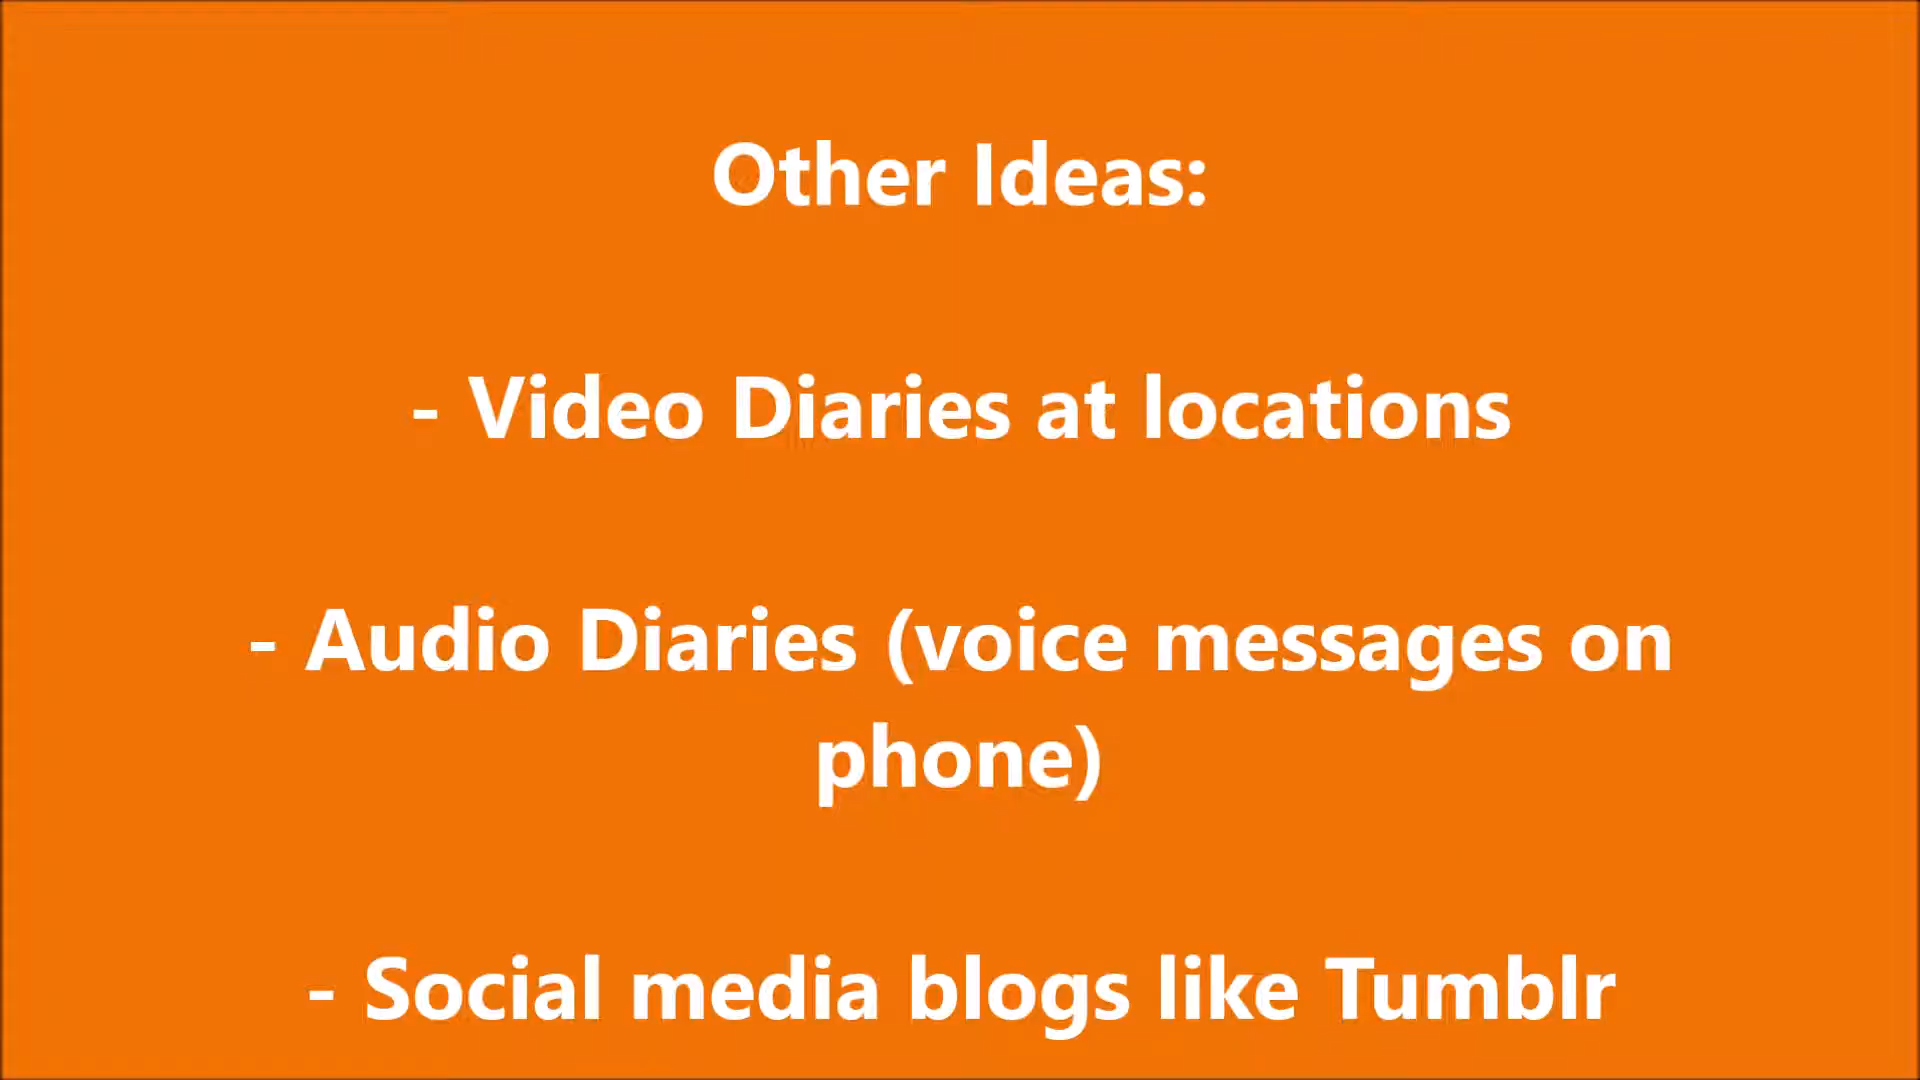 Other Ideas:
- Video Diaries at locations
- Audio Diaries (voice messages on
phone)
- Social media blogs like Tumblr